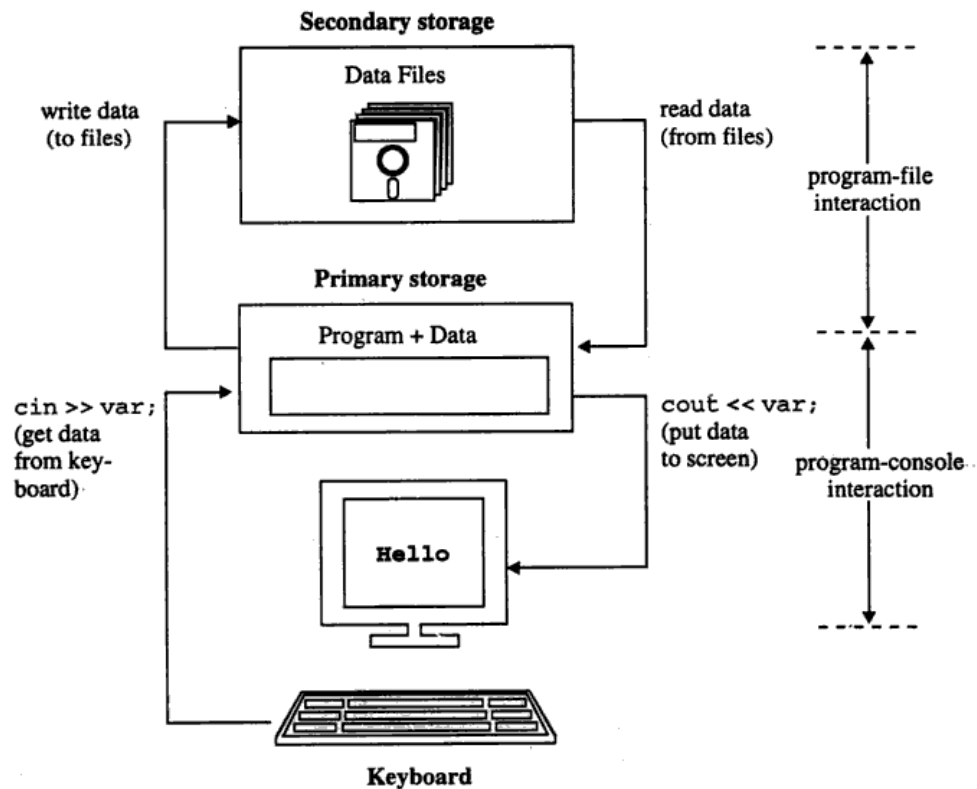 Secondary storage
Data Files
write data
(to files)
read data
(from files)
program-file
interaction
Primary storage
Program + Data
cin >> var;
(get data
from key-
board)
cout << var;
(put data
to screen)
program-console
interaction
Hello
Keyboard